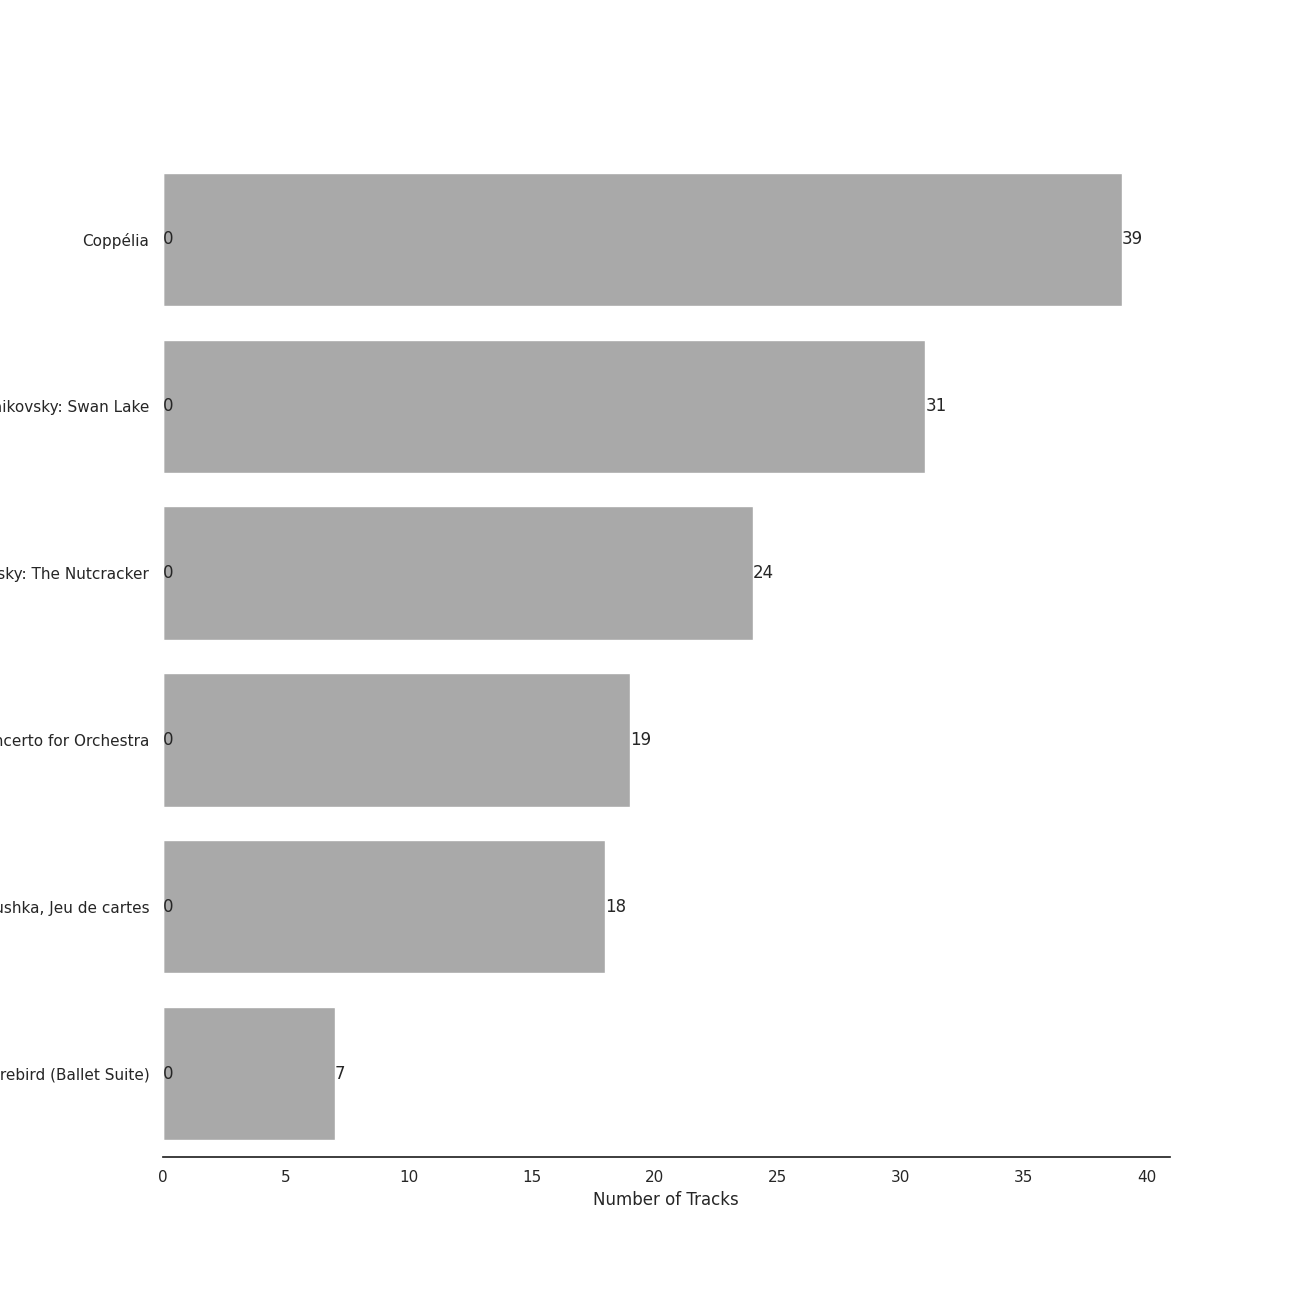 Coppélia 0 39
ikovsky: Swan Lake 0 31
sky: The Nutcracker 0 24
ncerto for Orchestra 0 19
ushka, Jeu de cartes 0 18
rebird (Ballet Suite) 0 7
0 5 10 15 20 25 30 35 40
Number of Tracks